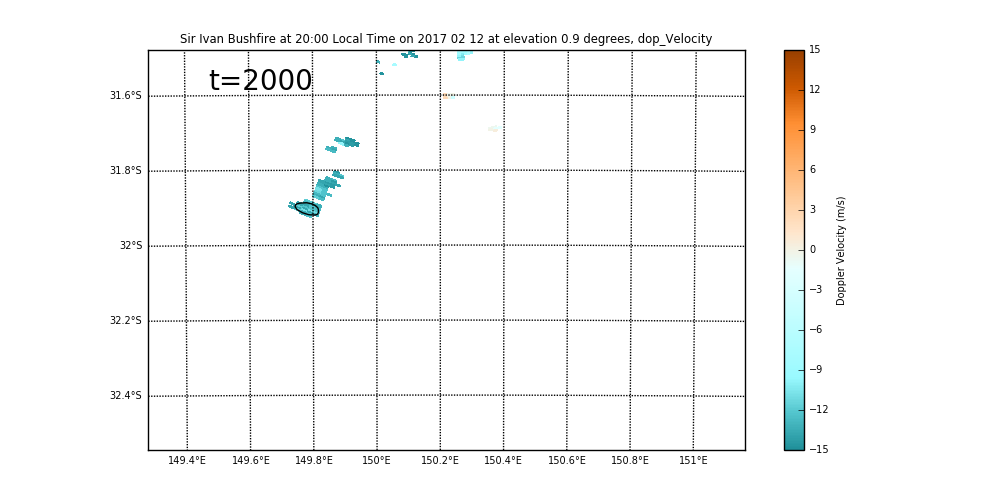 Sir Ivan Bushfire at 20:00 Local Time on 2017 02 12 at elevation 0.9 degrees, dop_Velocity
t=2000
31.6°S
31.8°S
32°S
32.2°S
32.4°S
149.4°E 149.6°E 149.8°E 150°E 150.2°E 150.4°E 150.6°E 150.8°E 151°E
15
12
9
6
3
0
−3
−6
−9
−12
−15
Doppler Velocity (m/s)